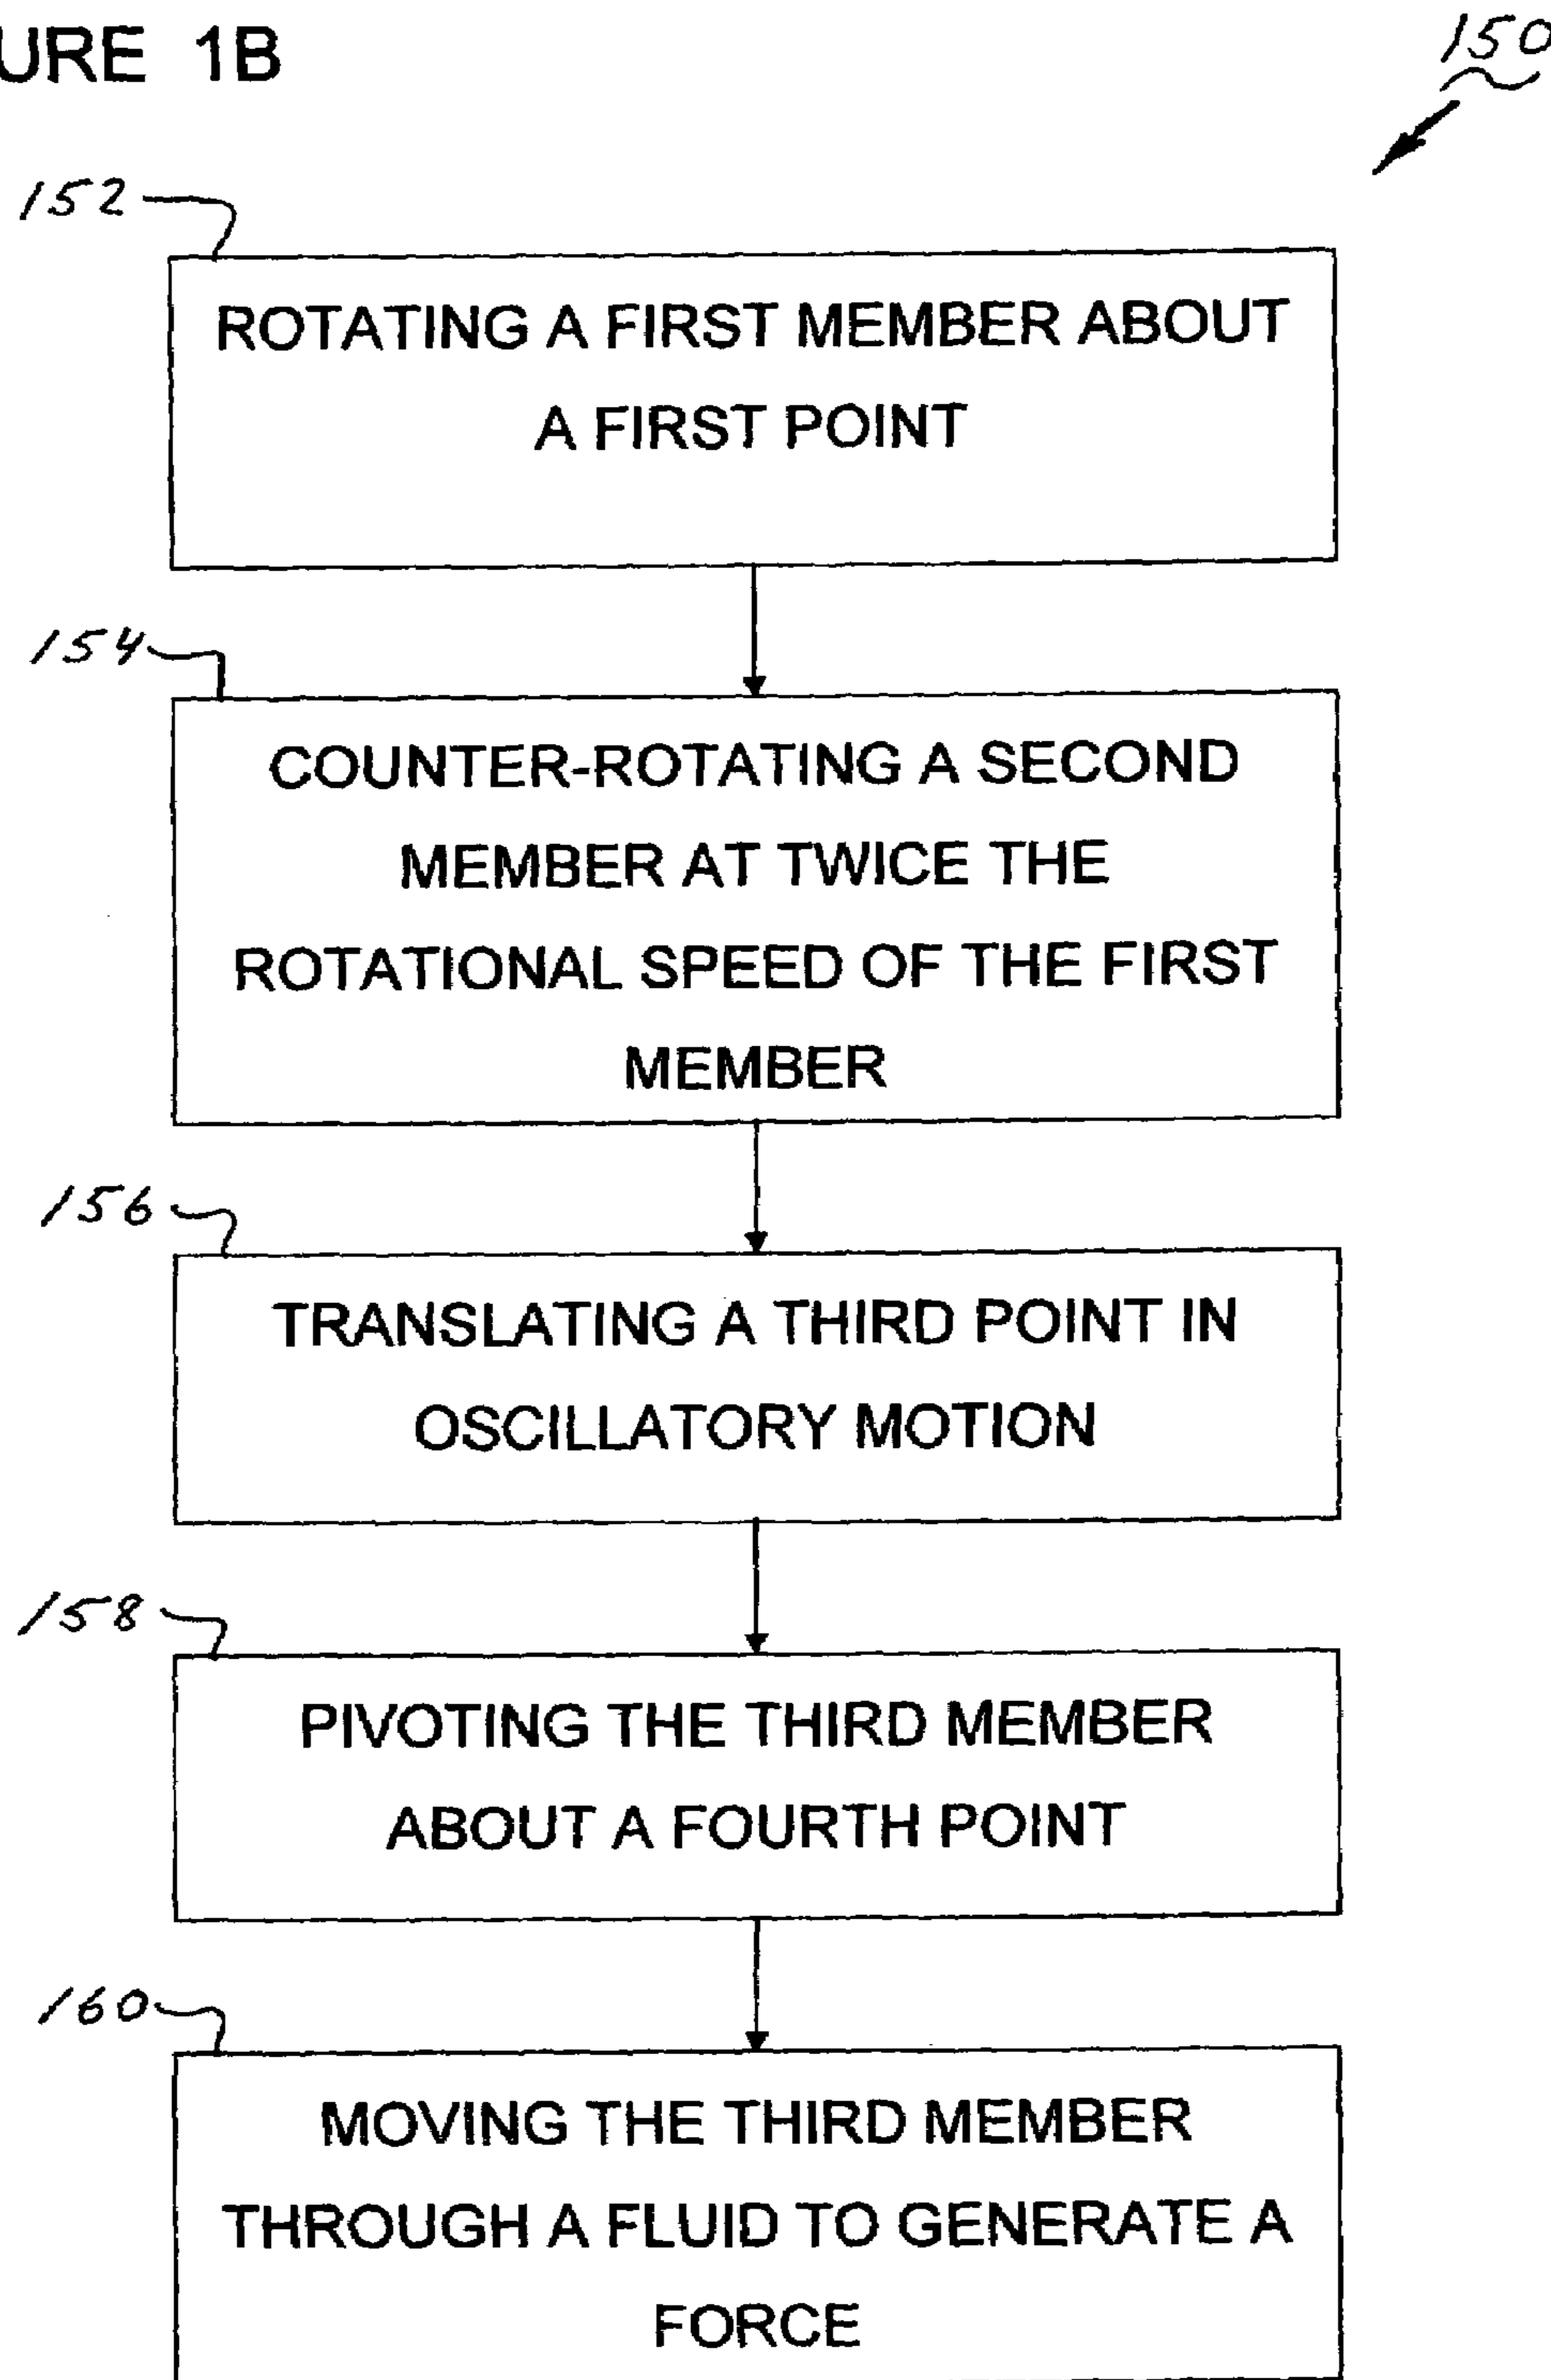 URE 1B
150
152
ROTATING A FIRST MEMBER ABOUT
A FIRST POINT
154
COUNTER-ROTATING A SECOND
MEMBER AT TWICE THE
ROTATIONAL SPEED OF THE FIRST
MEMBER
156
TRANSLATING A THIRD POINT IN
OSCILLATORY MOTION
158
PIVOTING THE THIRD MEMBER
ABOUT A FOURTH POINT
160
MOVING THE THIRD MEMBER
THROUGH A FLUID TO GENERATE A
FORCE